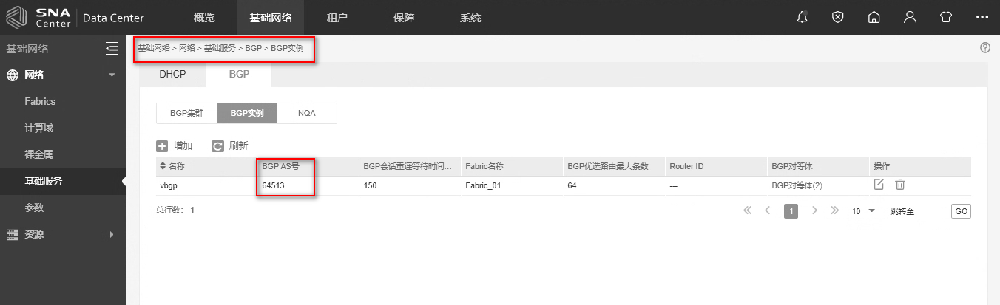 SNA Center Data Center 概览 基础网络 租户 保障 系统
基础网络
基础网络 > 网络 > 基础服务 > BGP > BGP实例
网络
Fabrics
计算域
裸金属
基础服务
参数
资源
DHCP BGP
BGP集群 BGP实例 NQA
增加 刷新
名称 BGP AS号 BGP会话重连等待时间... Fabric名称 BGP优选路由最大条数 Router ID BGP对等体 操作
vbgp 64513 150 Fabric_01 64 --- BGP对等体(2)
总行数: 1 1 10 跳转至 GO